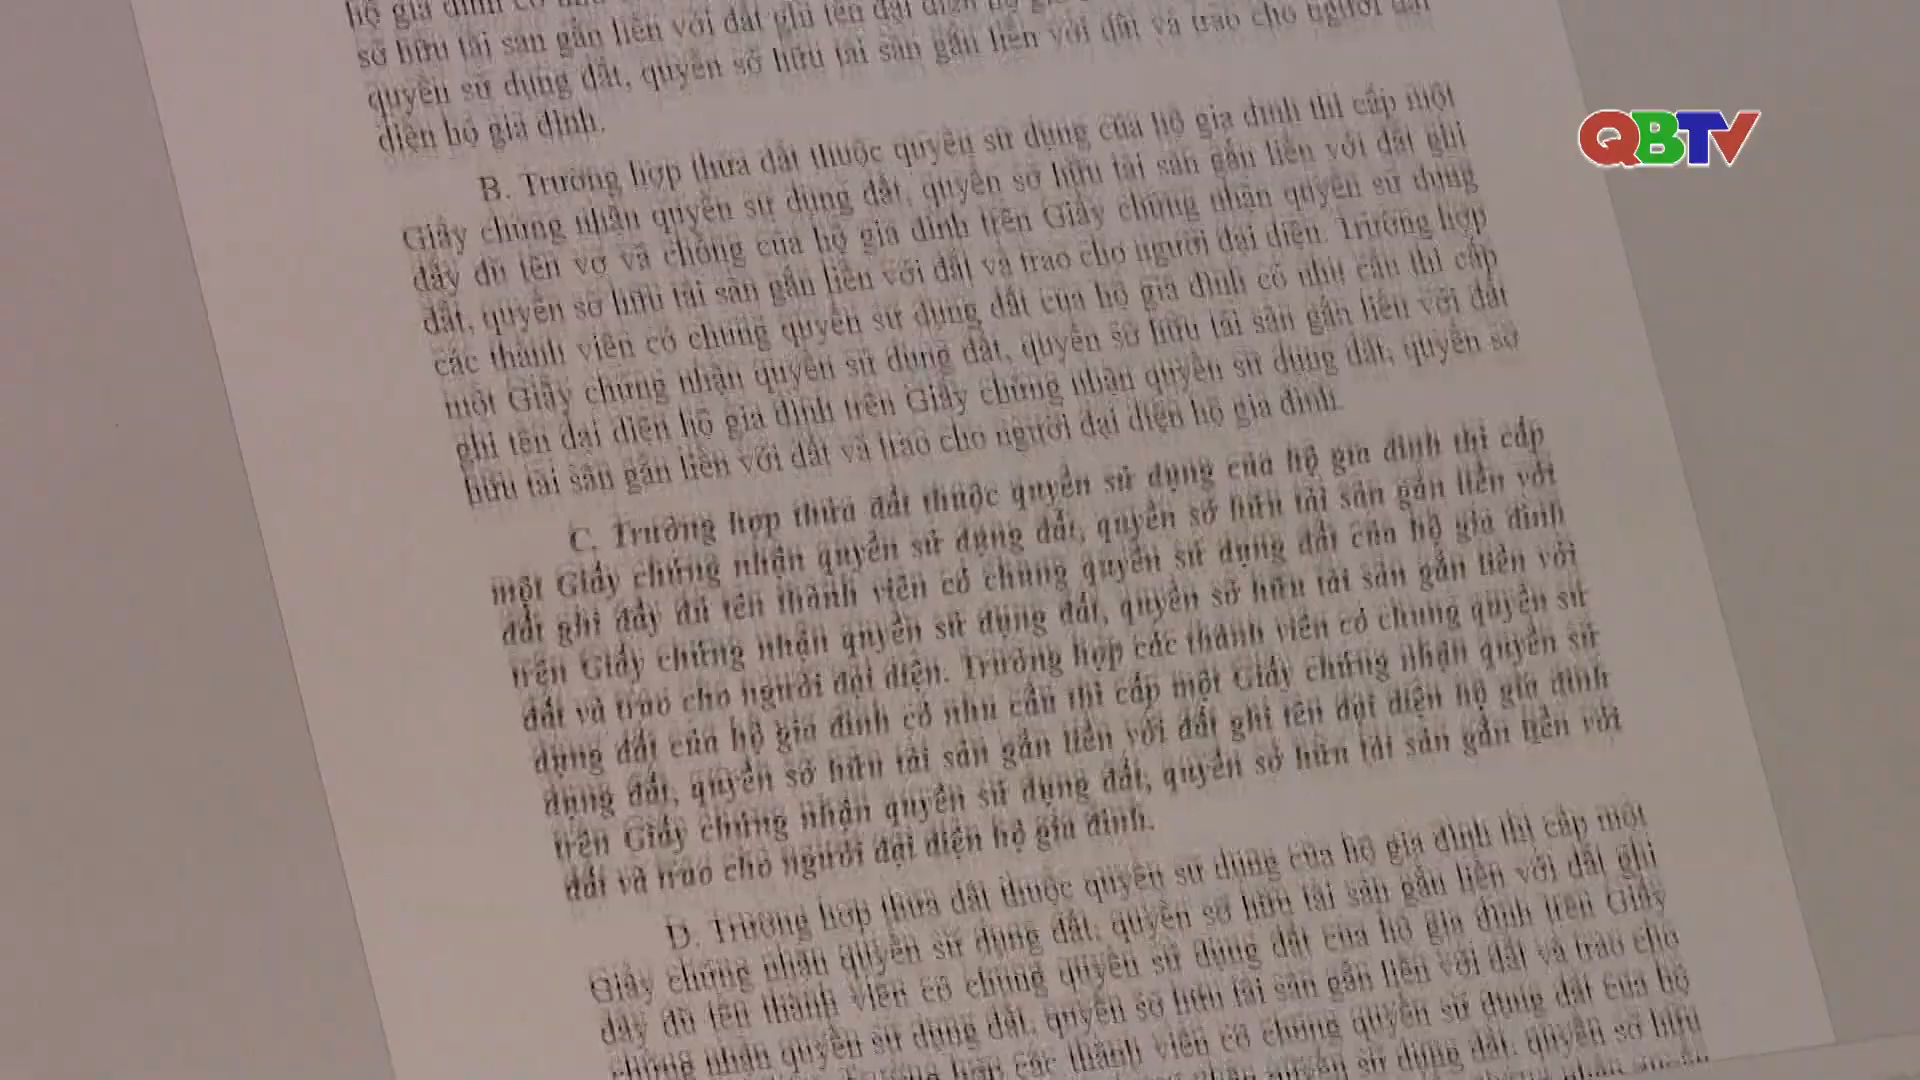 hộ gia đình có
sở hữu tài sản gắn liền với đất ghi tên đại diện hộ
quyền sử dụng đất, quyền sở hữu tài sản gắn liền với đất và trao cho người đại
diện hộ gia đình.
QBTV
B. Trường hợp thửa đất thuộc quyền sử dụng của hộ gia đình thì cấp một
Giấy chứng nhận quyền sử dụng đất, quyền sở hữu tài sản gắn liền với đất ghi
đầy đủ tên vợ và chồng của hộ gia đình trên Giấy chứng nhận quyền sử dụng
đất, quyền sở hữu tài sản gắn liền với đất và trao cho người đại diện. Trường hợp
các thành viên có chung quyền sử dụng đất của hộ gia đình có nhu cầu thì cấp
một Giấy chứng nhận quyền sử dụng đất, quyền sở hữu tài sản gắn liền với đất
ghi tên đại diện hộ gia đình trên Giấy chứng nhận quyền sử dụng đất, quyền sở
hữu tài sản gắn liền với đất và trao cho người đại diện hộ gia đình.
C. Trường hợp thửa đất thuộc quyền sử dụng của hộ gia đình thì cấp
một Giấy chứng nhận quyền sử dụng đất, quyền sở hữu tài sản gắn liền với
đất ghi đầy đủ tên thành viên có chung quyền sử dụng đất của hộ gia đình
trên Giấy chứng nhận quyền sử dụng đất, quyền sở hữu tài sản gắn liền với
đất và trao cho người đại diện. Trường hợp các thành viên có chung quyền sử
dụng đất của hộ gia đình có nhu cầu thì cấp một Giấy chứng nhận quyền sử
dụng đất, quyền sở hữu tài sản gắn liền với đất ghi tên đại diện hộ gia đình
trên Giấy chứng nhận quyền sử dụng đất, quyền sở hữu tài sản gắn liền với
đất và trao cho người đại diện hộ gia đình.
D. Trường hợp thửa đất thuộc quyền sử dụng của hộ gia đình thì cấp một
Giấy chứng nhận quyền sử dụng đất, quyền sở hữu tài sản gắn liền với đất ghi
đầy đủ tên thành viên có chung quyền sử dụng đất của hộ gia đình trên Giấy
chứng nhận quyền sử dụng đất, quyền sở hữu tài sản gắn liền với đất và trao cho
hợp các thành viên có chung quyền sử dụng đất của hộ
nhận quyền sử dụng đất, quyền sở hữu